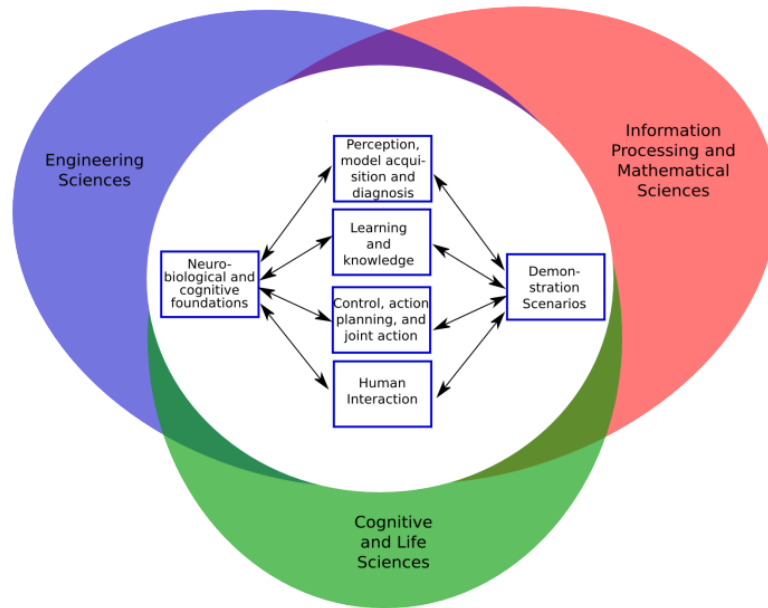 Engineering
Sciences
Information
Processing and
Mathematical
Sciences
Perception,
model acqui-
sition and
diagnosis
Learning
and
knowledge
Neuro-
biological and
cognitive
foundations
Demon-
stration
Scenarios
Control, action
planning, and
joint action
Human
Interaction
Cognitive
and Life
Sciences